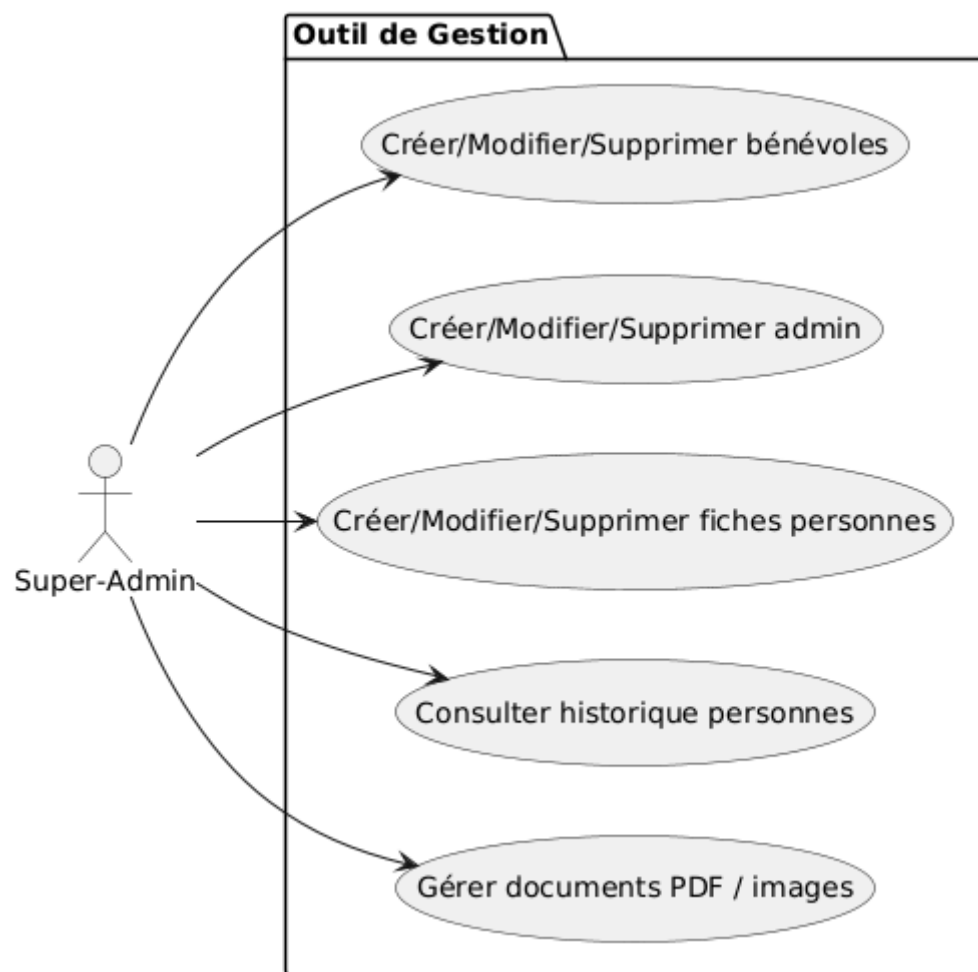 Outil de Gestion
Créer/Modifier/Supprimer bénévoles
Créer/Modifier/Supprimer admin
Créer/Modifier/Supprimer fiches personnes
Super-Admin
Consulter historique personnes
Gérer documents PDF / images